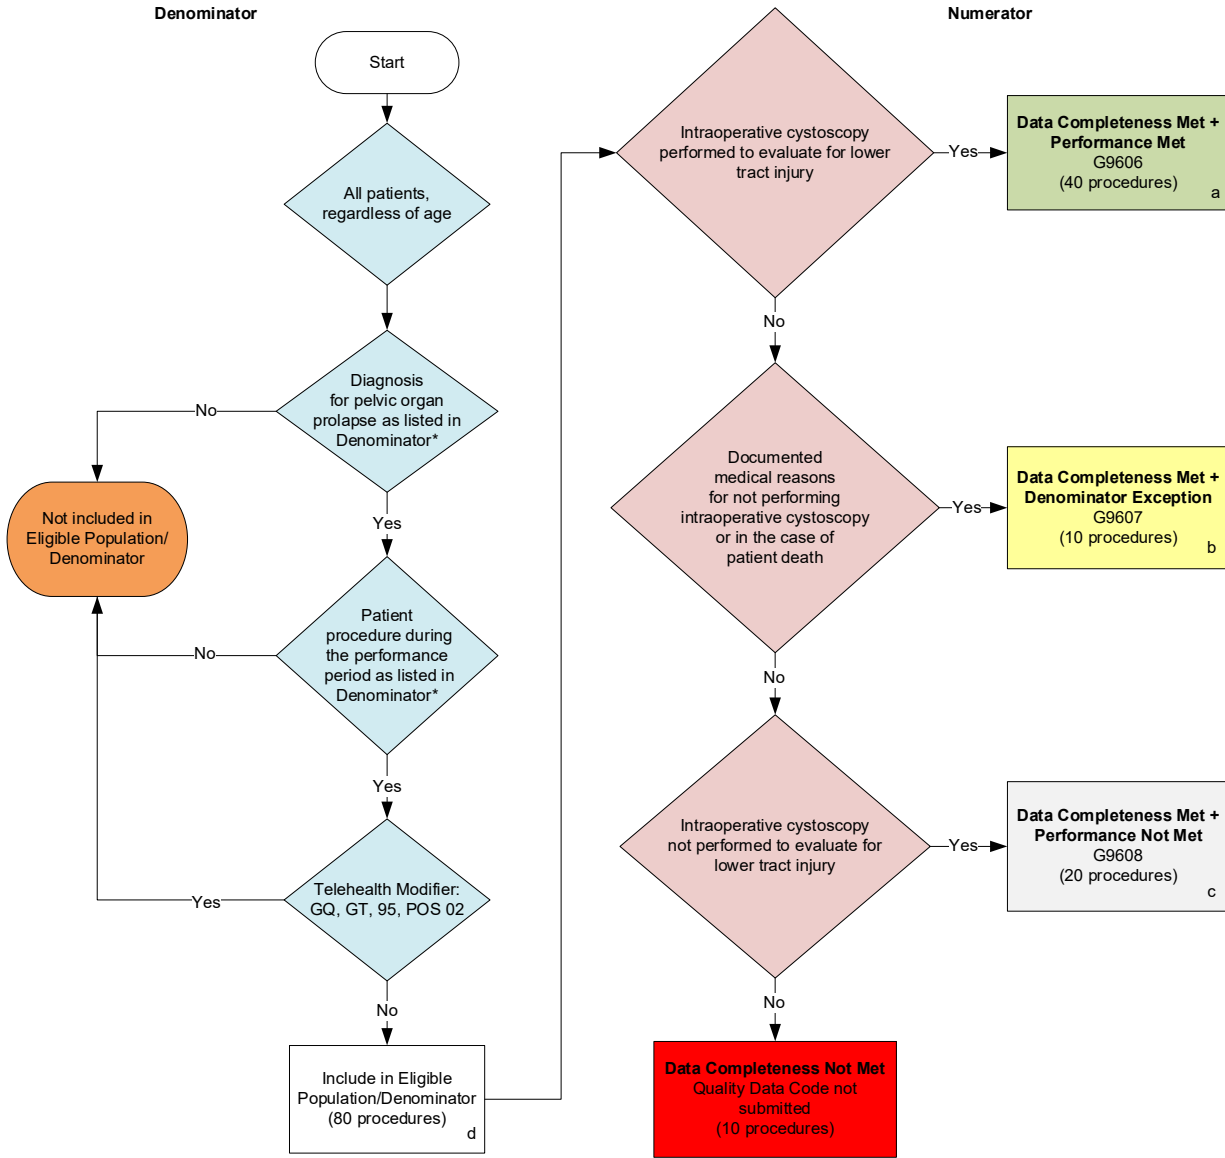 Denominator
Start
All patients,
regardless of age
Diagnosis
for pelvic organ
prolapse as listed in
Denominator*
No
Not included in
Eligible Population/
Denominator
Yes
Patient
procedure during
the performance
period as listed in
Denominator*
No
Yes
Telehealth Modifier:
GQ, GT, 95, POS 02
Yes
No
Include in Eligible
Population/Denominator
(80 procedures)
d
Numerator
Intraoperative cystoscopy
performed to evaluate for lower
tract injury
Yes
Data Completeness Met +
Performance Met
G9606
(40 procedures)
a
No
Documented
medical reasons
for not performing
intraoperative cystoscopy
or in the case of
patient death
Yes
Data Completeness Met +
Denominator Exception
G9607
(10 procedures)
b
No
Intraoperative cystoscopy
not performed to evaluate for
lower tract injury
Yes
Data Completeness Met +
Performance Not Met
G9608
(20 procedures)
c
No
Data Completeness Not Met
Quality Data Code not
submitted
(10 procedures)